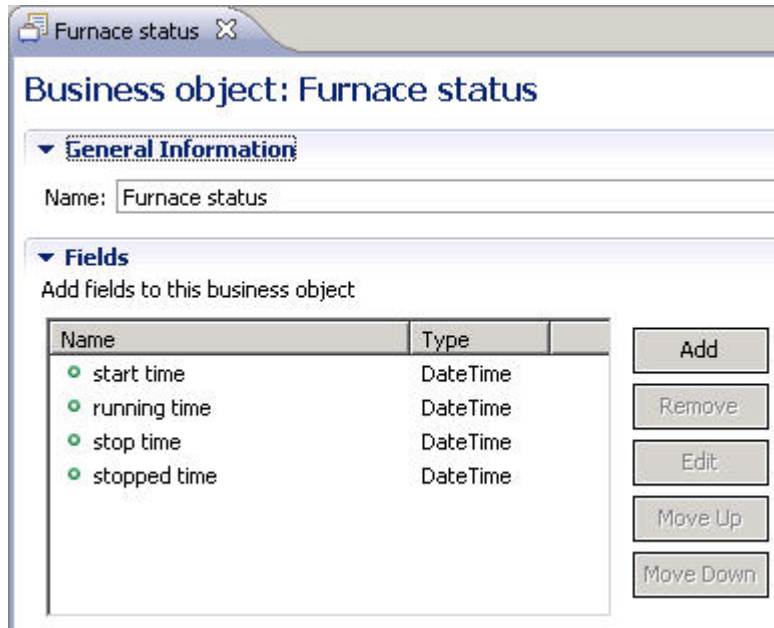 Furnace status
Business object: Furnace status
General Information
Name: Furnace status
Fields
Add fields to this business object
Name Type
start time DateTime
running time DateTime
stop time DateTime
stopped time DateTime
Add
Remove
Edit
Move Up
Move Down